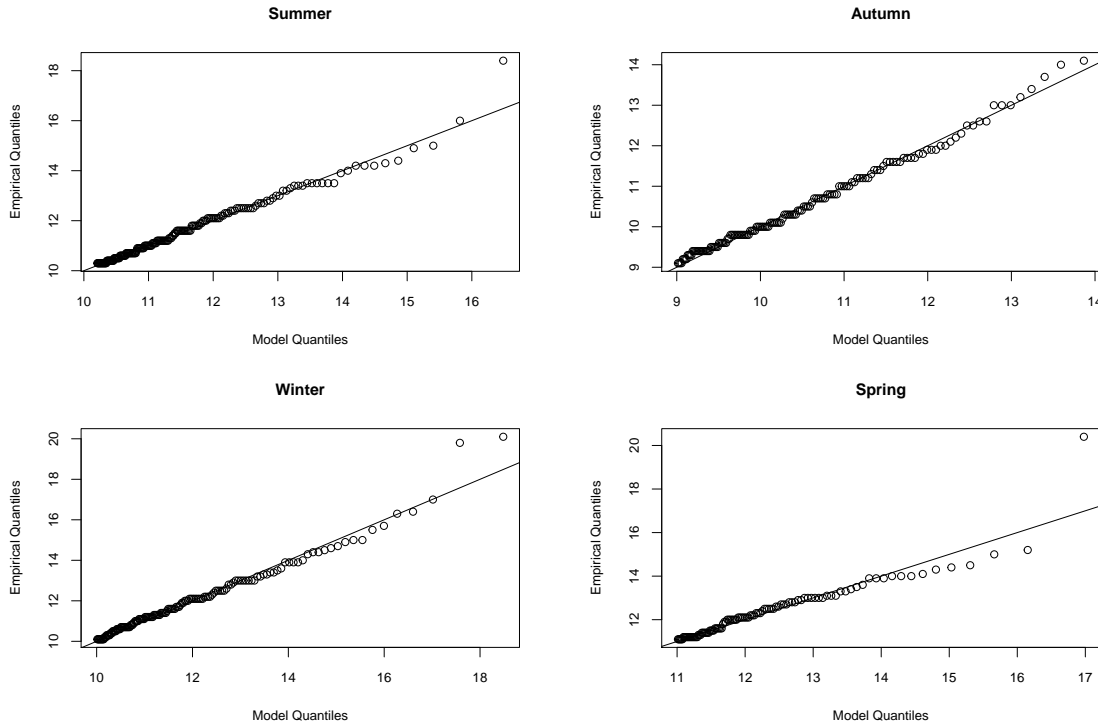 Summer
Empirical Quantiles
18
16
14
12
10
10 11 12 13 14 15 16
Model Quantiles
Autumn
Empirical Quantiles
14
13
12
11
10
9
9 10 11 12 13 14
Model Quantiles
Winter
Empirical Quantiles
20
18
16
14
12
10
10 12 14 16 18
Model Quantiles
Spring
Empirical Quantiles
20
18
16
14
12
11 12 13 14 15 16 17
Model Quantiles